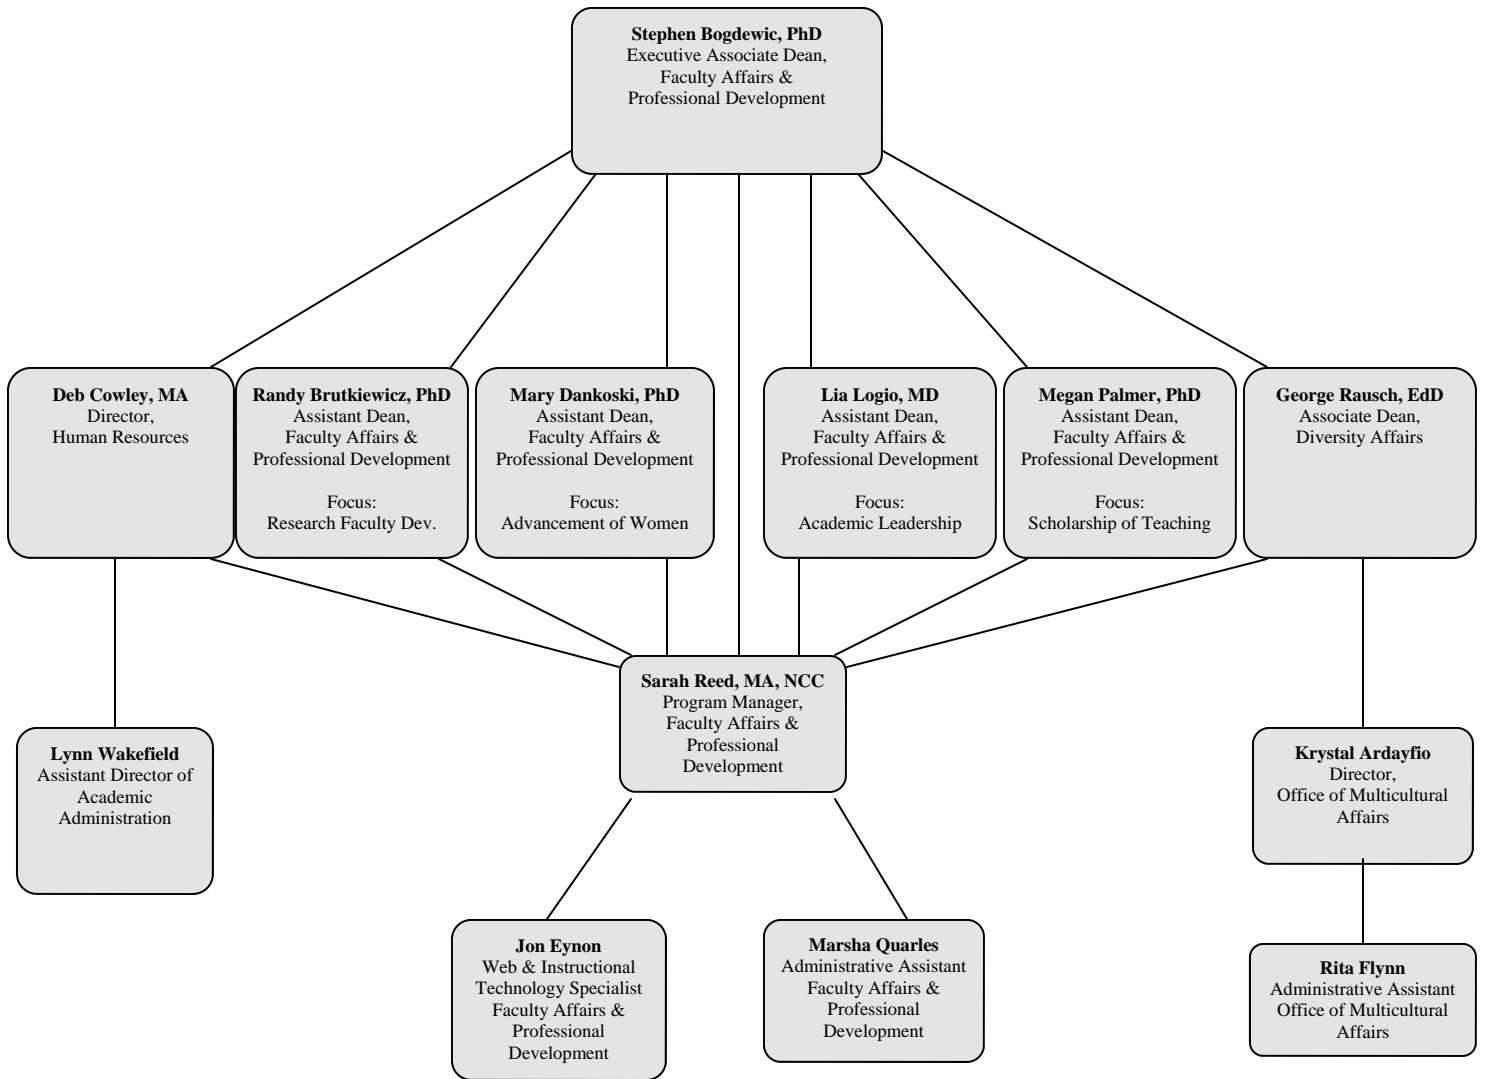 Stephen Bogdewic, PhD
Executive Associate Dean,
Faculty Affairs &
Professional Development
Deb Cowley, MA
Director,
Human Resources
Randy Brutkiewicz, PhD
Assistant Dean,
Faculty Affairs &
Professional Development
Focus:
Research Faculty Dev.
Mary Dankoski, PhD
Assistant Dean,
Faculty Affairs &
Professional Development
Focus:
Advancement of Women
Lia Logio, MD
Assistant Dean,
Faculty Affairs &
Professional Development
Focus:
Academic Leadership
Megan Palmer, PhD
Assistant Dean,
Faculty Affairs &
Professional Development
Focus:
Scholarship of Teaching
George Rausch, EdD
Associate Dean,
Diversity Affairs
Sarah Reed, MA, NCC
Program Manager,
Faculty Affairs &
Professional
Development
Lynn Wakefield
Assistant Director of
Academic
Administration
Krystal Ardayfio
Director,
Office of Multicultural
Affairs
Jon Eynon
Web & Instructional
Technology Specialist
Faculty Affairs &
Professional
Development
Marsha Quarles
Administrative Assistant
Faculty Affairs &
Professional
Development
Rita Flynn
Administrative Assistant
Office of Multicultural
Affairs